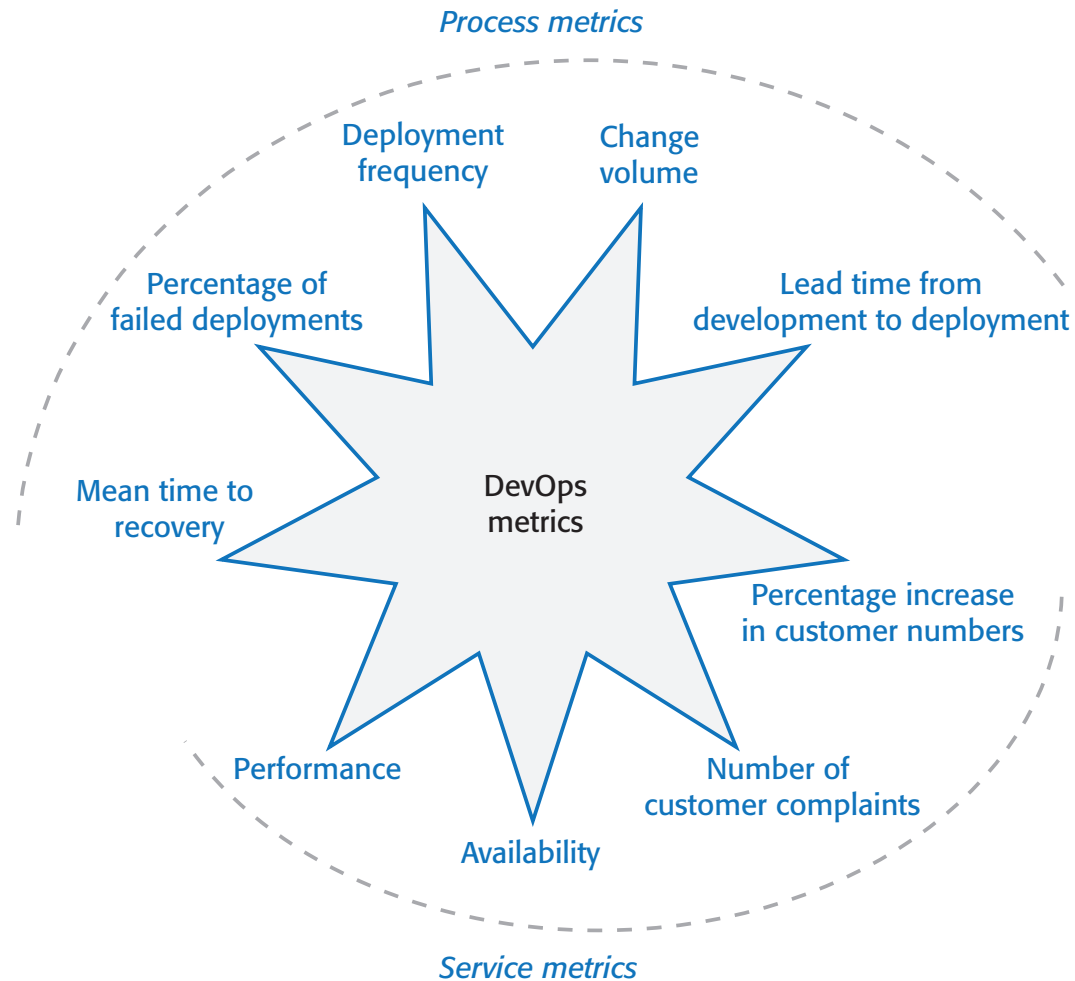 Process metrics
Deployment
frequency
Change
volume
Percentage of
failed deployments
Lead time from
development to deployment
Mean time to
recovery
DevOps
metrics
Percentage increase
in customer numbers
Performance
Number of
customer complaints
Availability
Service metrics